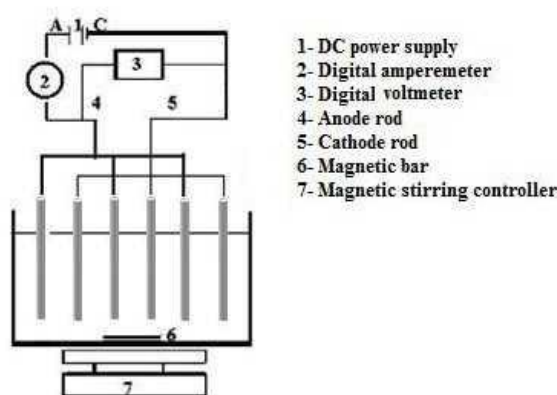 A 1 C
2
3
4
5
6
7
1- DC power supply
2- Digital amperemeter
3- Digital voltmeter
4- Anode rod
5- Cathode rod
6- Magnetic bar
7- Magnetic stirring controller